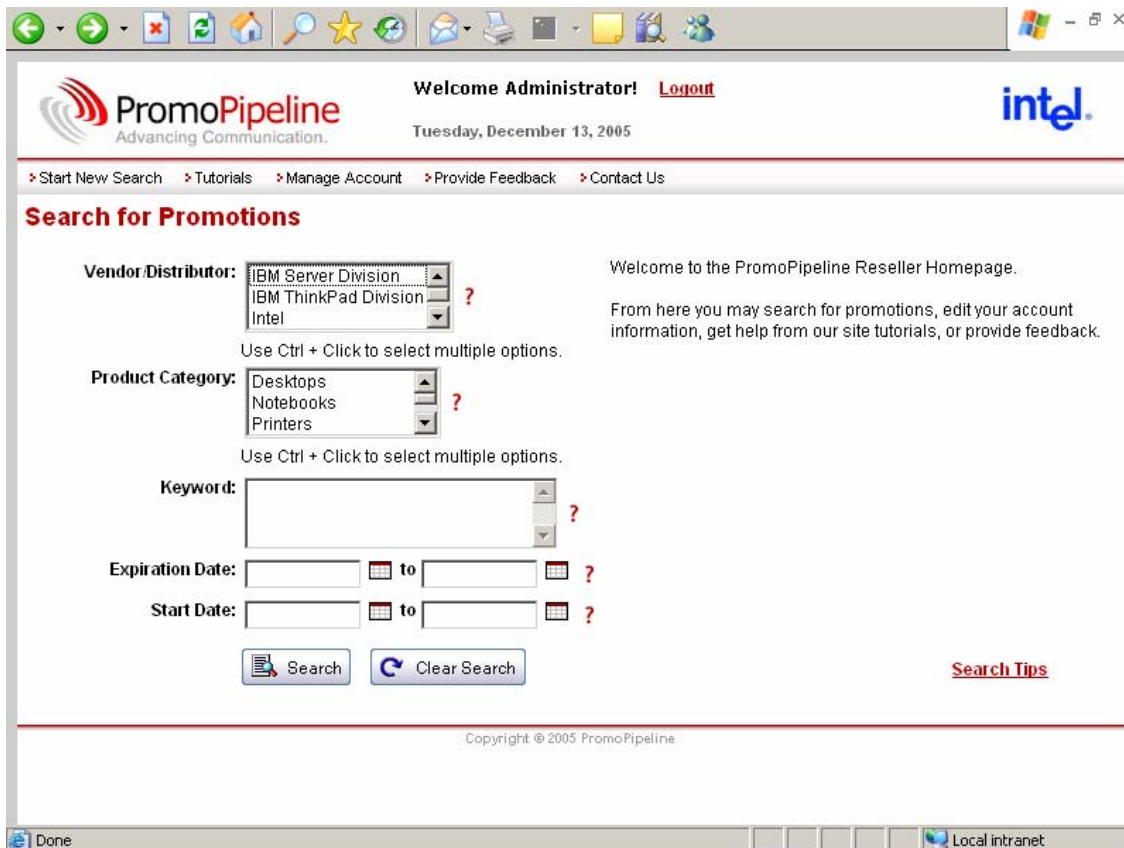 Welcome Administrator! Logout
PromoPipeline
Advancing Communication.
Tuesday, December 13, 2005
intel.
Start New Search Tutorials Manage Account Provide Feedback Contact Us
Search for Promotions
Vendor/Distributor:
IBM Server Division
IBM ThinkPad Division
Intel
?
Use Ctrl + Click to select multiple options.
Welcome to the PromoPipeline Reseller Homepage.
From here you may search for promotions, edit your account
information, get help from our site tutorials, or provide feedback.
Product Category:
Desktops
Notebooks
Printers
?
Use Ctrl + Click to select multiple options.
Keyword: ?
Expiration Date: to ?
Start Date: to ?
Search Clear Search
Search Tips
Copyright © 2005 PromoPipeline
Done Local intranet